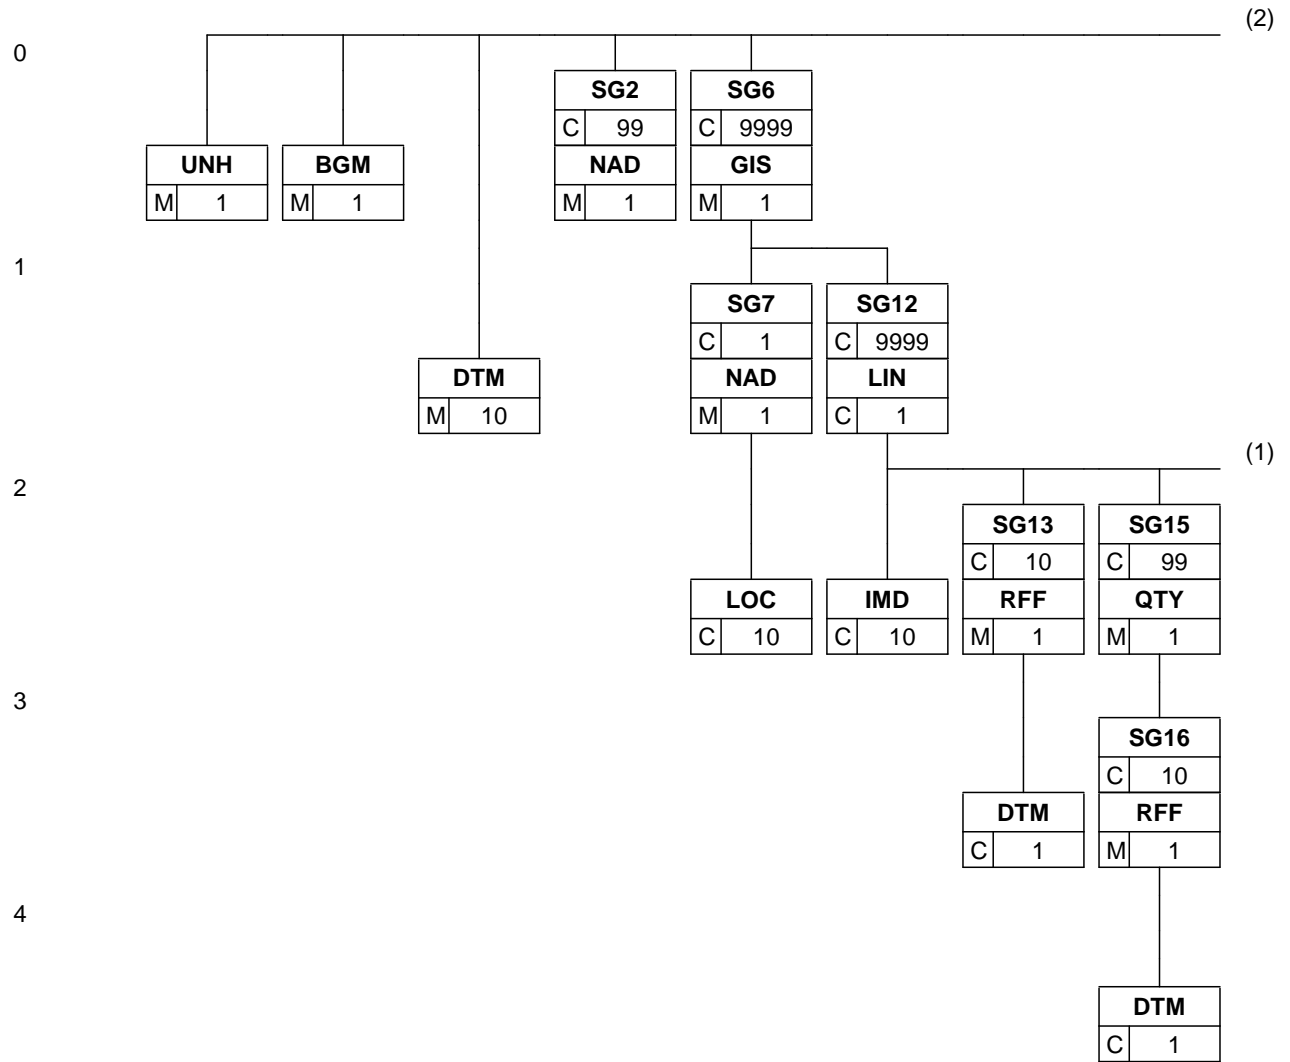 (2)
0
SG2 SG6
C 99 C 9999
UNH BGM NAD GIS
M 1 M 1 M 1 M 1
1
SG7 SG12
C 1 C 9999
DTM NAD LIN
M 10 M 1 C 1
(1)
2
SG13 SG15
C 10 C 99
LOC IMD RFF QTY
C 10 C 10 M 1 M 1
3
SG16
C 10
DTM RFF
C 1 M 1
4
DTM
C 1